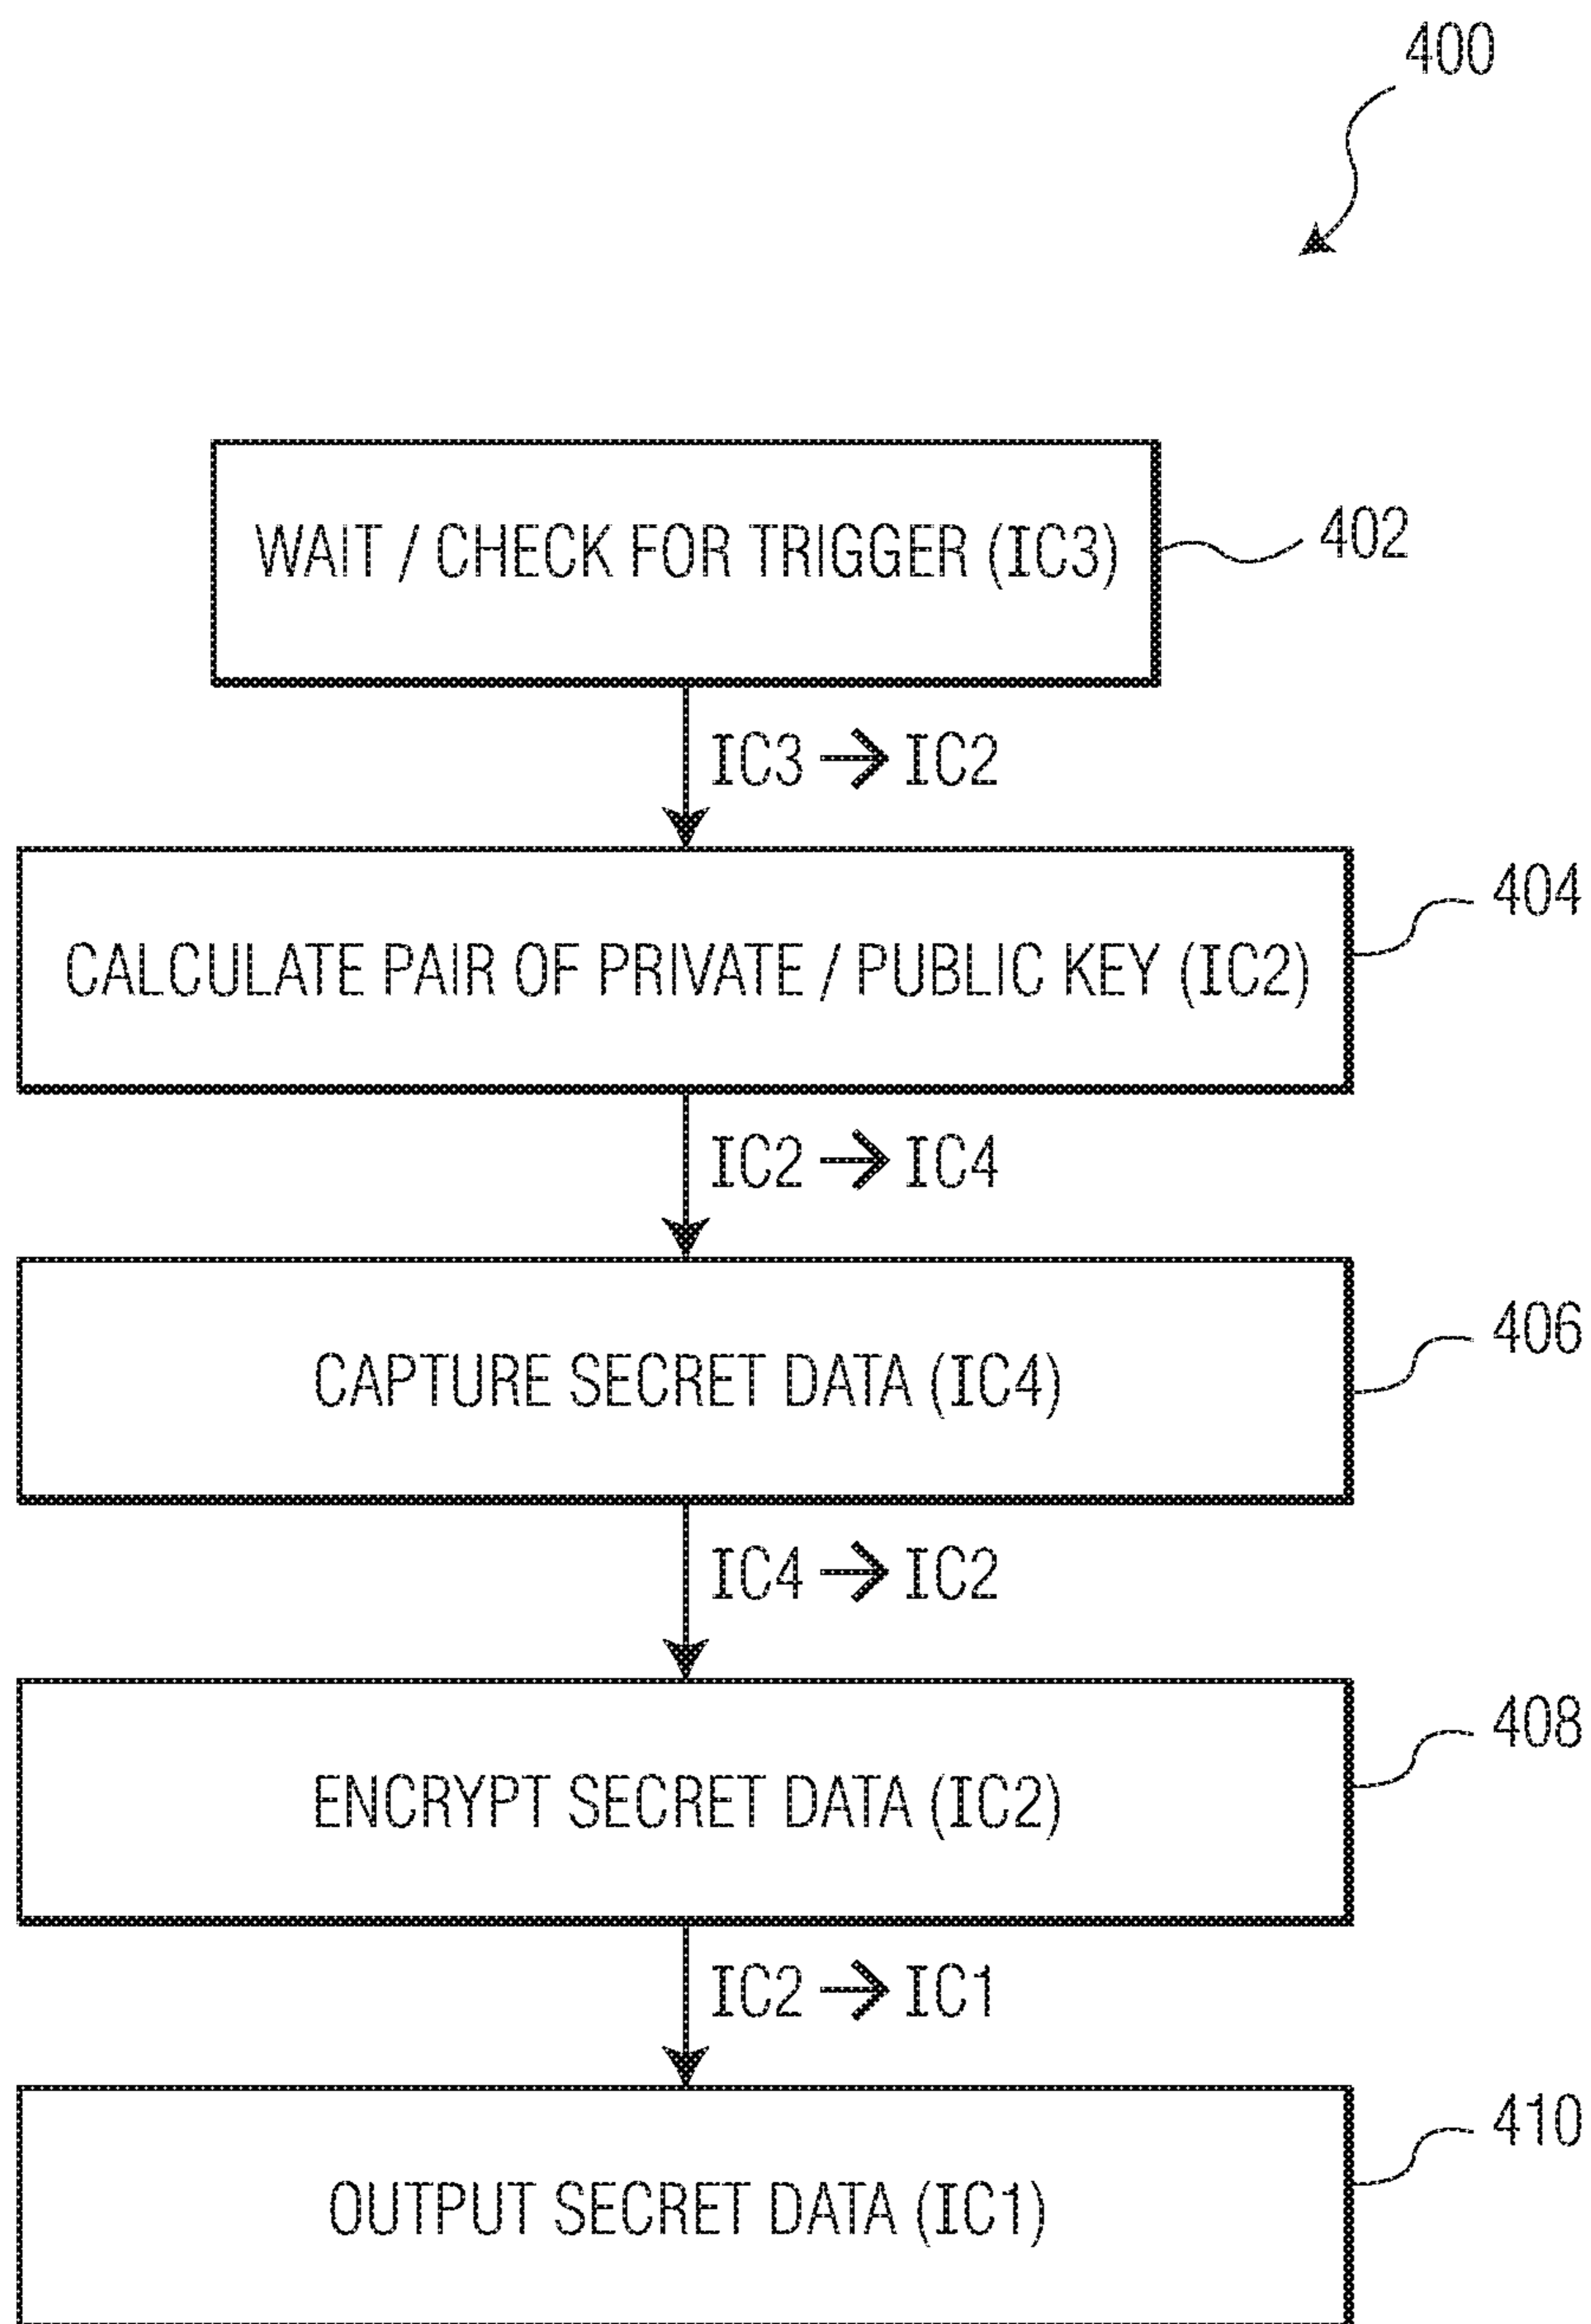 400
WAIT / CHECK FOR TRIGGER (IC3)
402
IC3 → IC2
404
CALCULATE PAIR OF PRIVATE / PUBLIC KEY (IC2)
IC2 → IC4
406
CAPTURE SECRET DATA (IC4)
IC4 → IC2
408
ENCRYPT SECRET DATA (IC2)
IC2 → IC1
410
OUTPUT SECRET DATA (IC1)